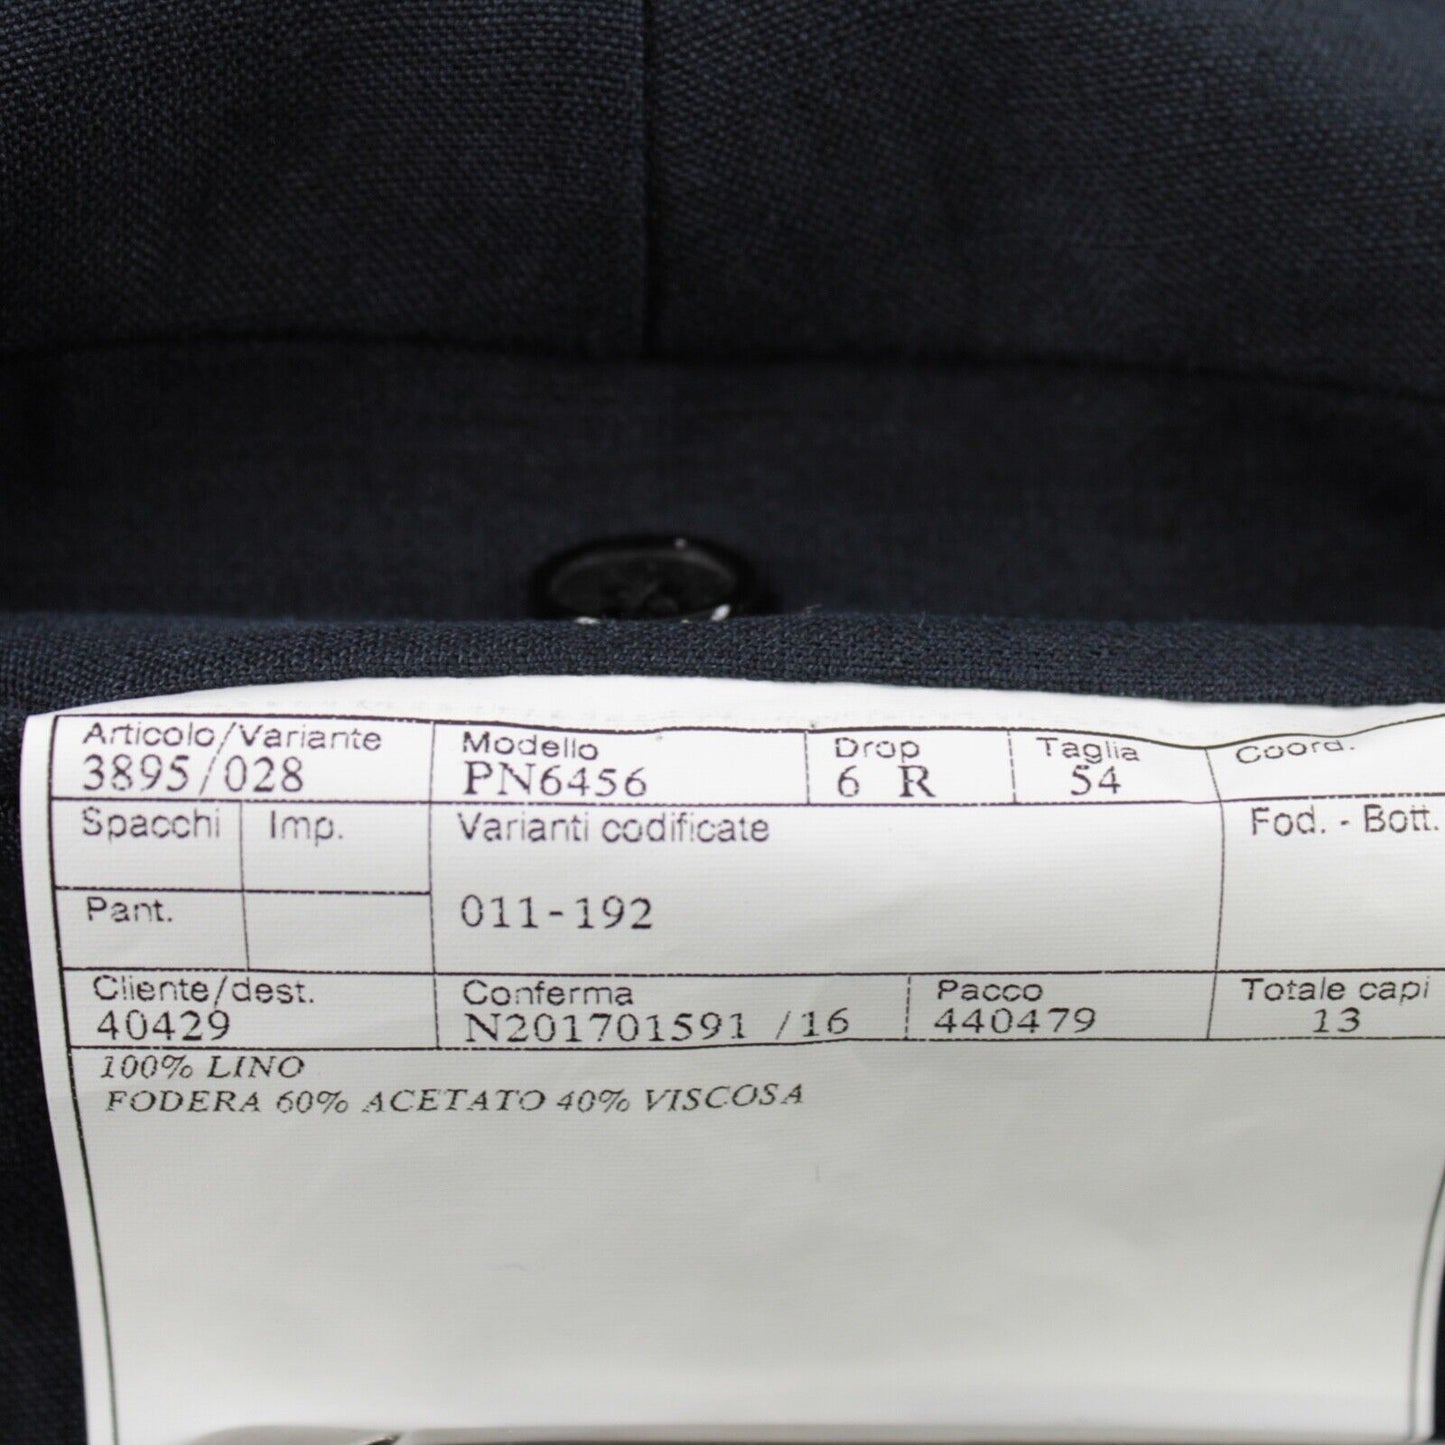 Articolo/Variante Modello Drop Taglia Coord.
3895/028 PN6456 6 R 54
Spacchi Imp. Varianti codificate Fod. - Bott.
Pant. 011-192
Cliente/dest. Conferma Pacco Totale capi
40429 N201701591 /16 440479 13
100% LINO
FODERA 60% ACETATO 40% VISCOSA